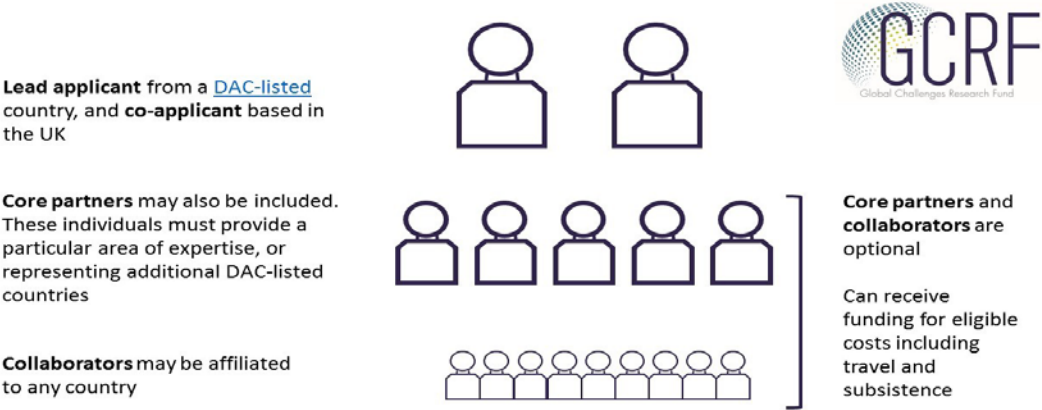 GCRF
Global Challenges Research Fund
Lead applicant from a DAC-listed
country, and co-applicant based in
the UK
Core partners may also be included.
These individuals must provide a
particular area of expertise, or
representing additional DAC-listed
countries
Core partners and
collaborators are
optional
Can receive
funding for eligible
costs including
travel and
subsistence
Collaborators may be affiliated
to any country